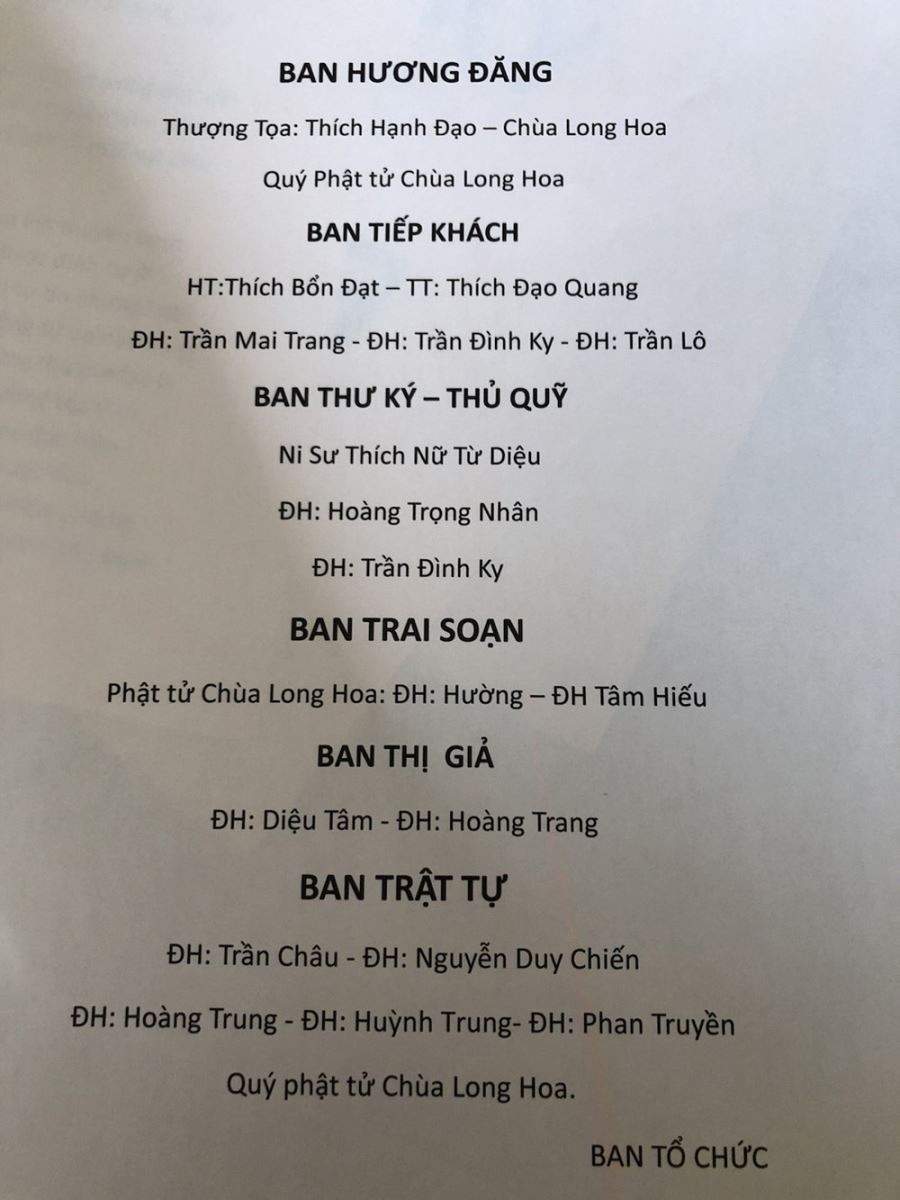 BAN HƯƠNG ĐĂNG
Thượng Tọa: Thích Hạnh Đạo – Chùa Long Hoa
Quý Phật tử Chùa Long Hoa
BAN TIẾP KHÁCH
HT:Thích Bổn Đạt – TT: Thích Đạo Quang
ĐH: Trần Mai Trang - ĐH: Trần Đình Ky - ĐH: Trần Lô
BAN THƯ KÝ – THỦ QUỸ
Ni Sư Thích Nữ Từ Diệu
ĐH: Hoàng Trọng Nhân
ĐH: Trần Đình Ky
BAN TRAI SOẠN
Phật tử Chùa Long Hoa: ĐH: Hường – ĐH Tâm Hiếu
BAN THỊ GIẢ
ĐH: Diệu Tâm - ĐH: Hoàng Trang
BAN TRẬT TỰ
ĐH: Trần Châu - ĐH: Nguyễn Duy Chiến
ĐH: Hoàng Trung - ĐH: Huỳnh Trung- ĐH: Phan Truyền
Quý phật tử Chùa Long Hoa.
BAN TỔ CHỨC